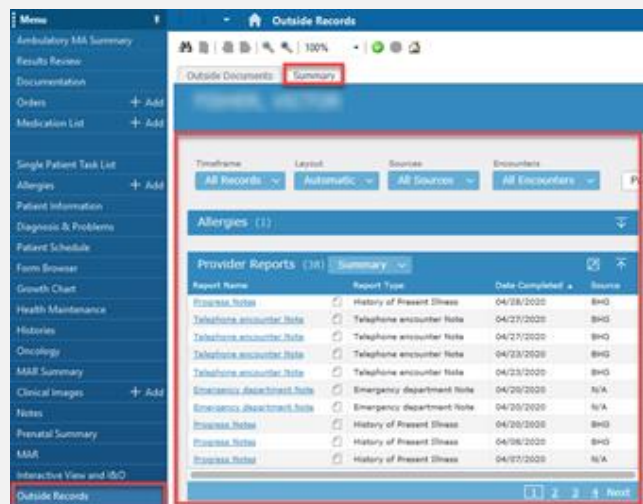 Menu
Outside Records
Ambulatory MA Summary
Results Review
100%
Documentation
Outside Documents Summary
Orders + Add
Medication List + Add
Single Patient Task List
Timeframe Layout Sources Encounters
All Records Automatic All Sources All Encounters
Allergies + Add
Patient Information
Diagnosis & Problems
Allergies (1)
Patient Schedule
Form Browser
Provider Reports (38) Summary
Growth Chart
Report Name Report Type Date Completed Source
Health Maintenance
Progress Notes History of Present Illness 04/28/2020 BHG
Histories
Telephone encounter Note Telephone encounter Note 04/27/2020 BHG
Telephone encounter Note Telephone encounter Note 04/27/2020 BHG
Oncology
Telephone encounter Note Telephone encounter Note 04/23/2020 BHG
MAR Summary
Telephone encounter Note Telephone encounter Note 04/23/2020 BHG
Clinical Images + Add
Emergency department Note Emergency department Note 04/20/2020 N/A
Notes
Emergency department Note Emergency department Note 04/20/2020 N/A
Prenatal Summary
Progress Notes History of Present Illness 04/20/2020 BHG
MAR
Progress Notes History of Present Illness 04/08/2020 BHG
Interactive View and I&O
Progress Notes History of Present Illness 04/07/2020 N/A
Outside Records
1 2 3 4 Next